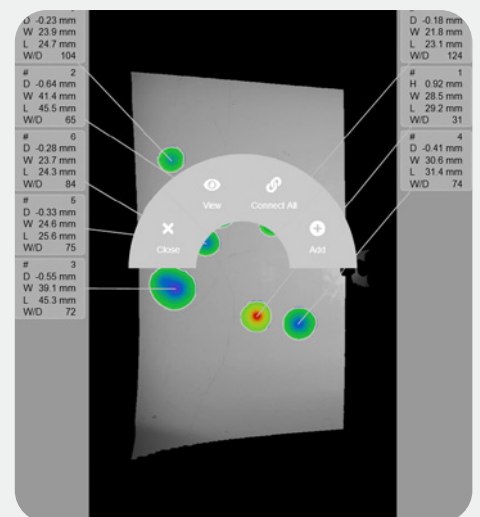 D -0.23 mm
W 23.9 mm
L 24.7 mm
W/D 104
# 2
D -0.64 mm
W 41.4 mm
L 45.5 mm
W/D 65
# 6
D -0.28 mm
W 23.7 mm
L 24.3 mm
W/D 84
# 5
D -0.33 mm
W 24.6 mm
L 25.6 mm
W/D 75
# 3
D -0.55 mm
W 39.1 mm
L 45.3 mm
W/D 72
View
Connect All
Close
Add
D -0.18 mm
W 21.8 mm
L 23.1 mm
W/D 124
# 1
H 0.92 mm
W 28.5 mm
L 29.2 mm
W/D 31
# 4
D -0.41 mm
W 30.6 mm
L 31.4 mm
W/D 74